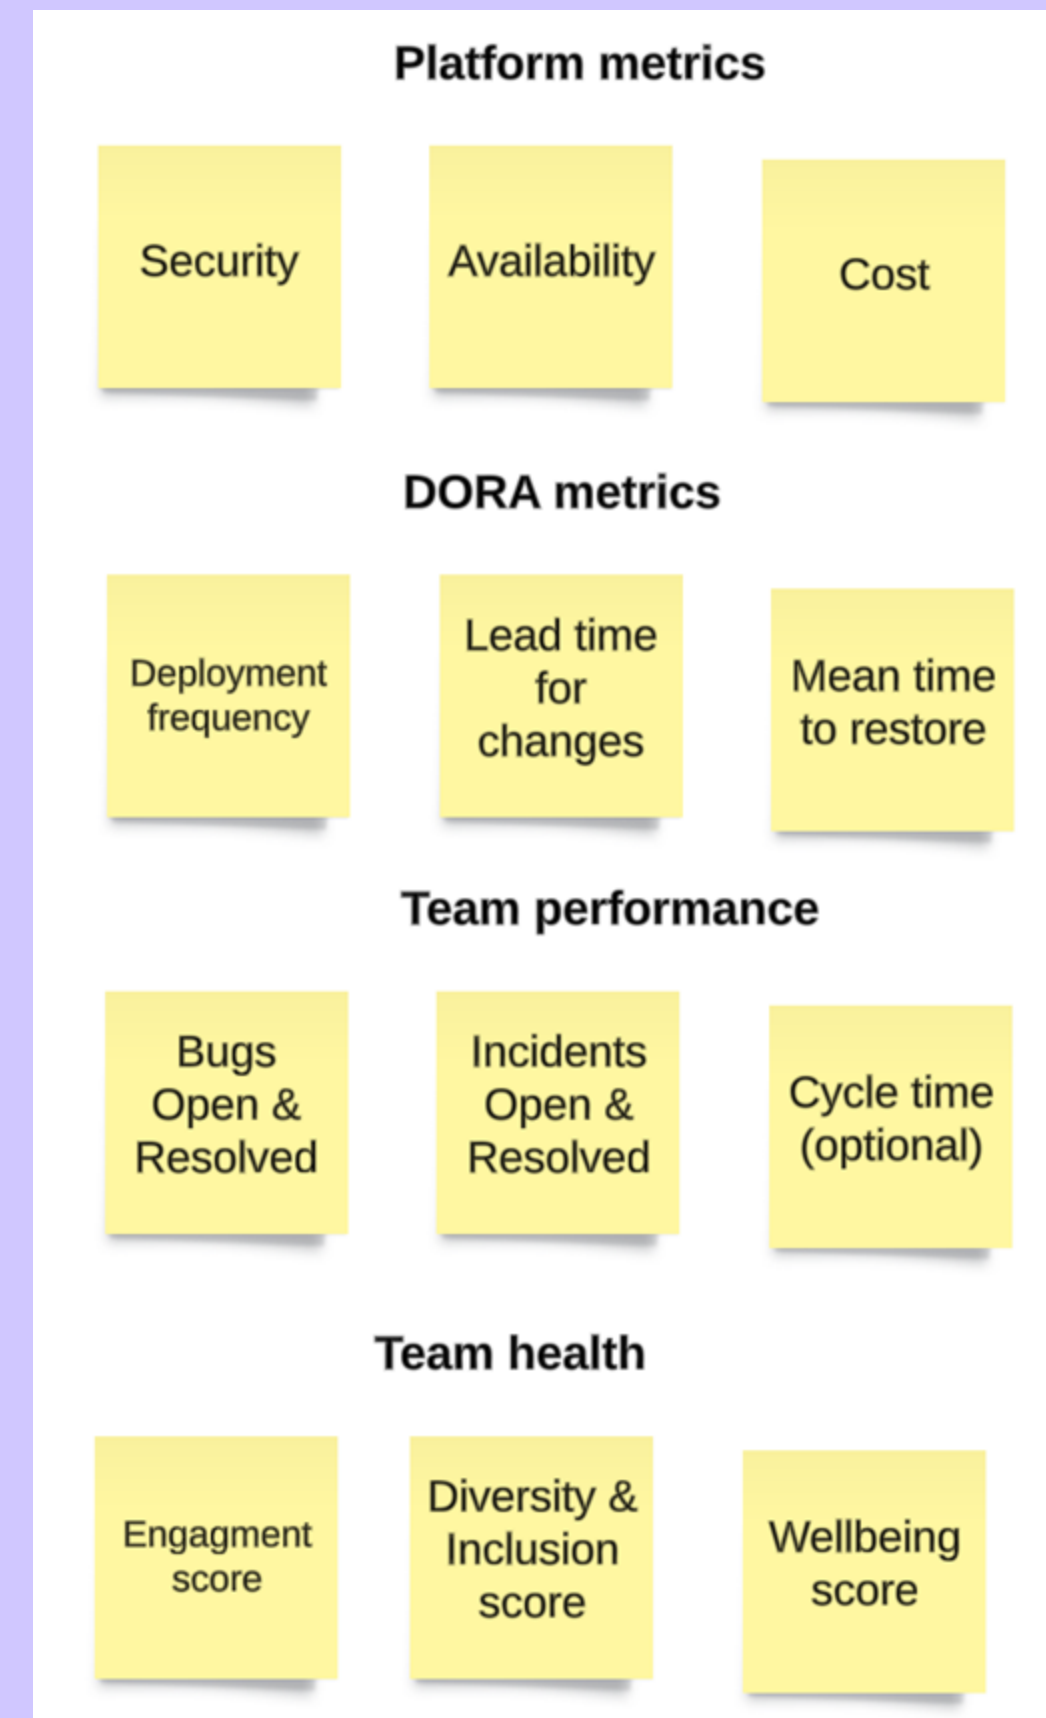 Platform metrics
Security
Availability
Cost
DORA metrics
Deployment
frequency
Lead time
for
changes
Mean time
to restore
Team performance
Bugs
Open &
Resolved
Incidents
Open &
Resolved
Cycle time
(optional)
Team health
Engagment
score
Diversity &
Inclusion
score
Wellbeing
score